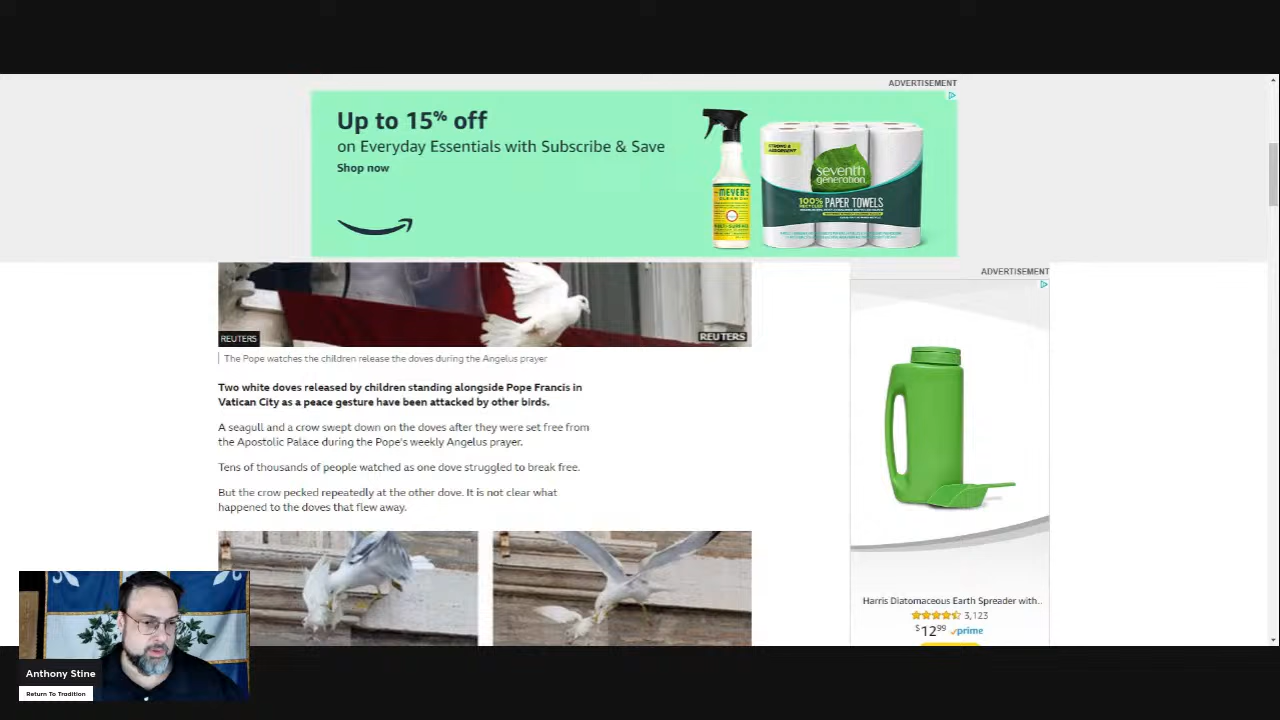 ADVERTISEMENT
Up to 15% off
on Everyday Essentials with Subscribe & Save
Shop now
STRONG &
ABSORBENT
seventh
generation
100%
RECYCLED
PAPER TOWELS
MEYER'S
CLEAN DAY
ADVERTISEMENT
REUTERS
REUTERS
The Pope watches the children release the doves during the Angelus prayer
Two white doves released by children standing alongside Pope Francis in
Vatican City as a peace gesture have been attacked by other birds.
A seagull and a crow swept down on the doves after they were set free from
the Apostolic Palace during the Pope's weekly Angelus prayer.
Tens of thousands of people watched as one dove struggled to break free.
But the crow pecked repeatedly at the other dove. It is not clear what
happened to the doves that flew away.
Harris Diatomaceous Earth Spreader with..
3,123
$12⁹⁹ prime
Anthony Stine
Return To Tradition